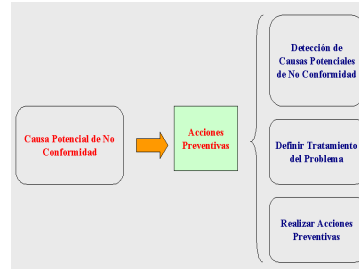 Causa Potencial de No
Conformidad
Acciones
Preventivas
Detección de
Causas Potenciales
de No Conformidad
Definir Tratamiento
del Problema
Realizar Acciones
Preventivas